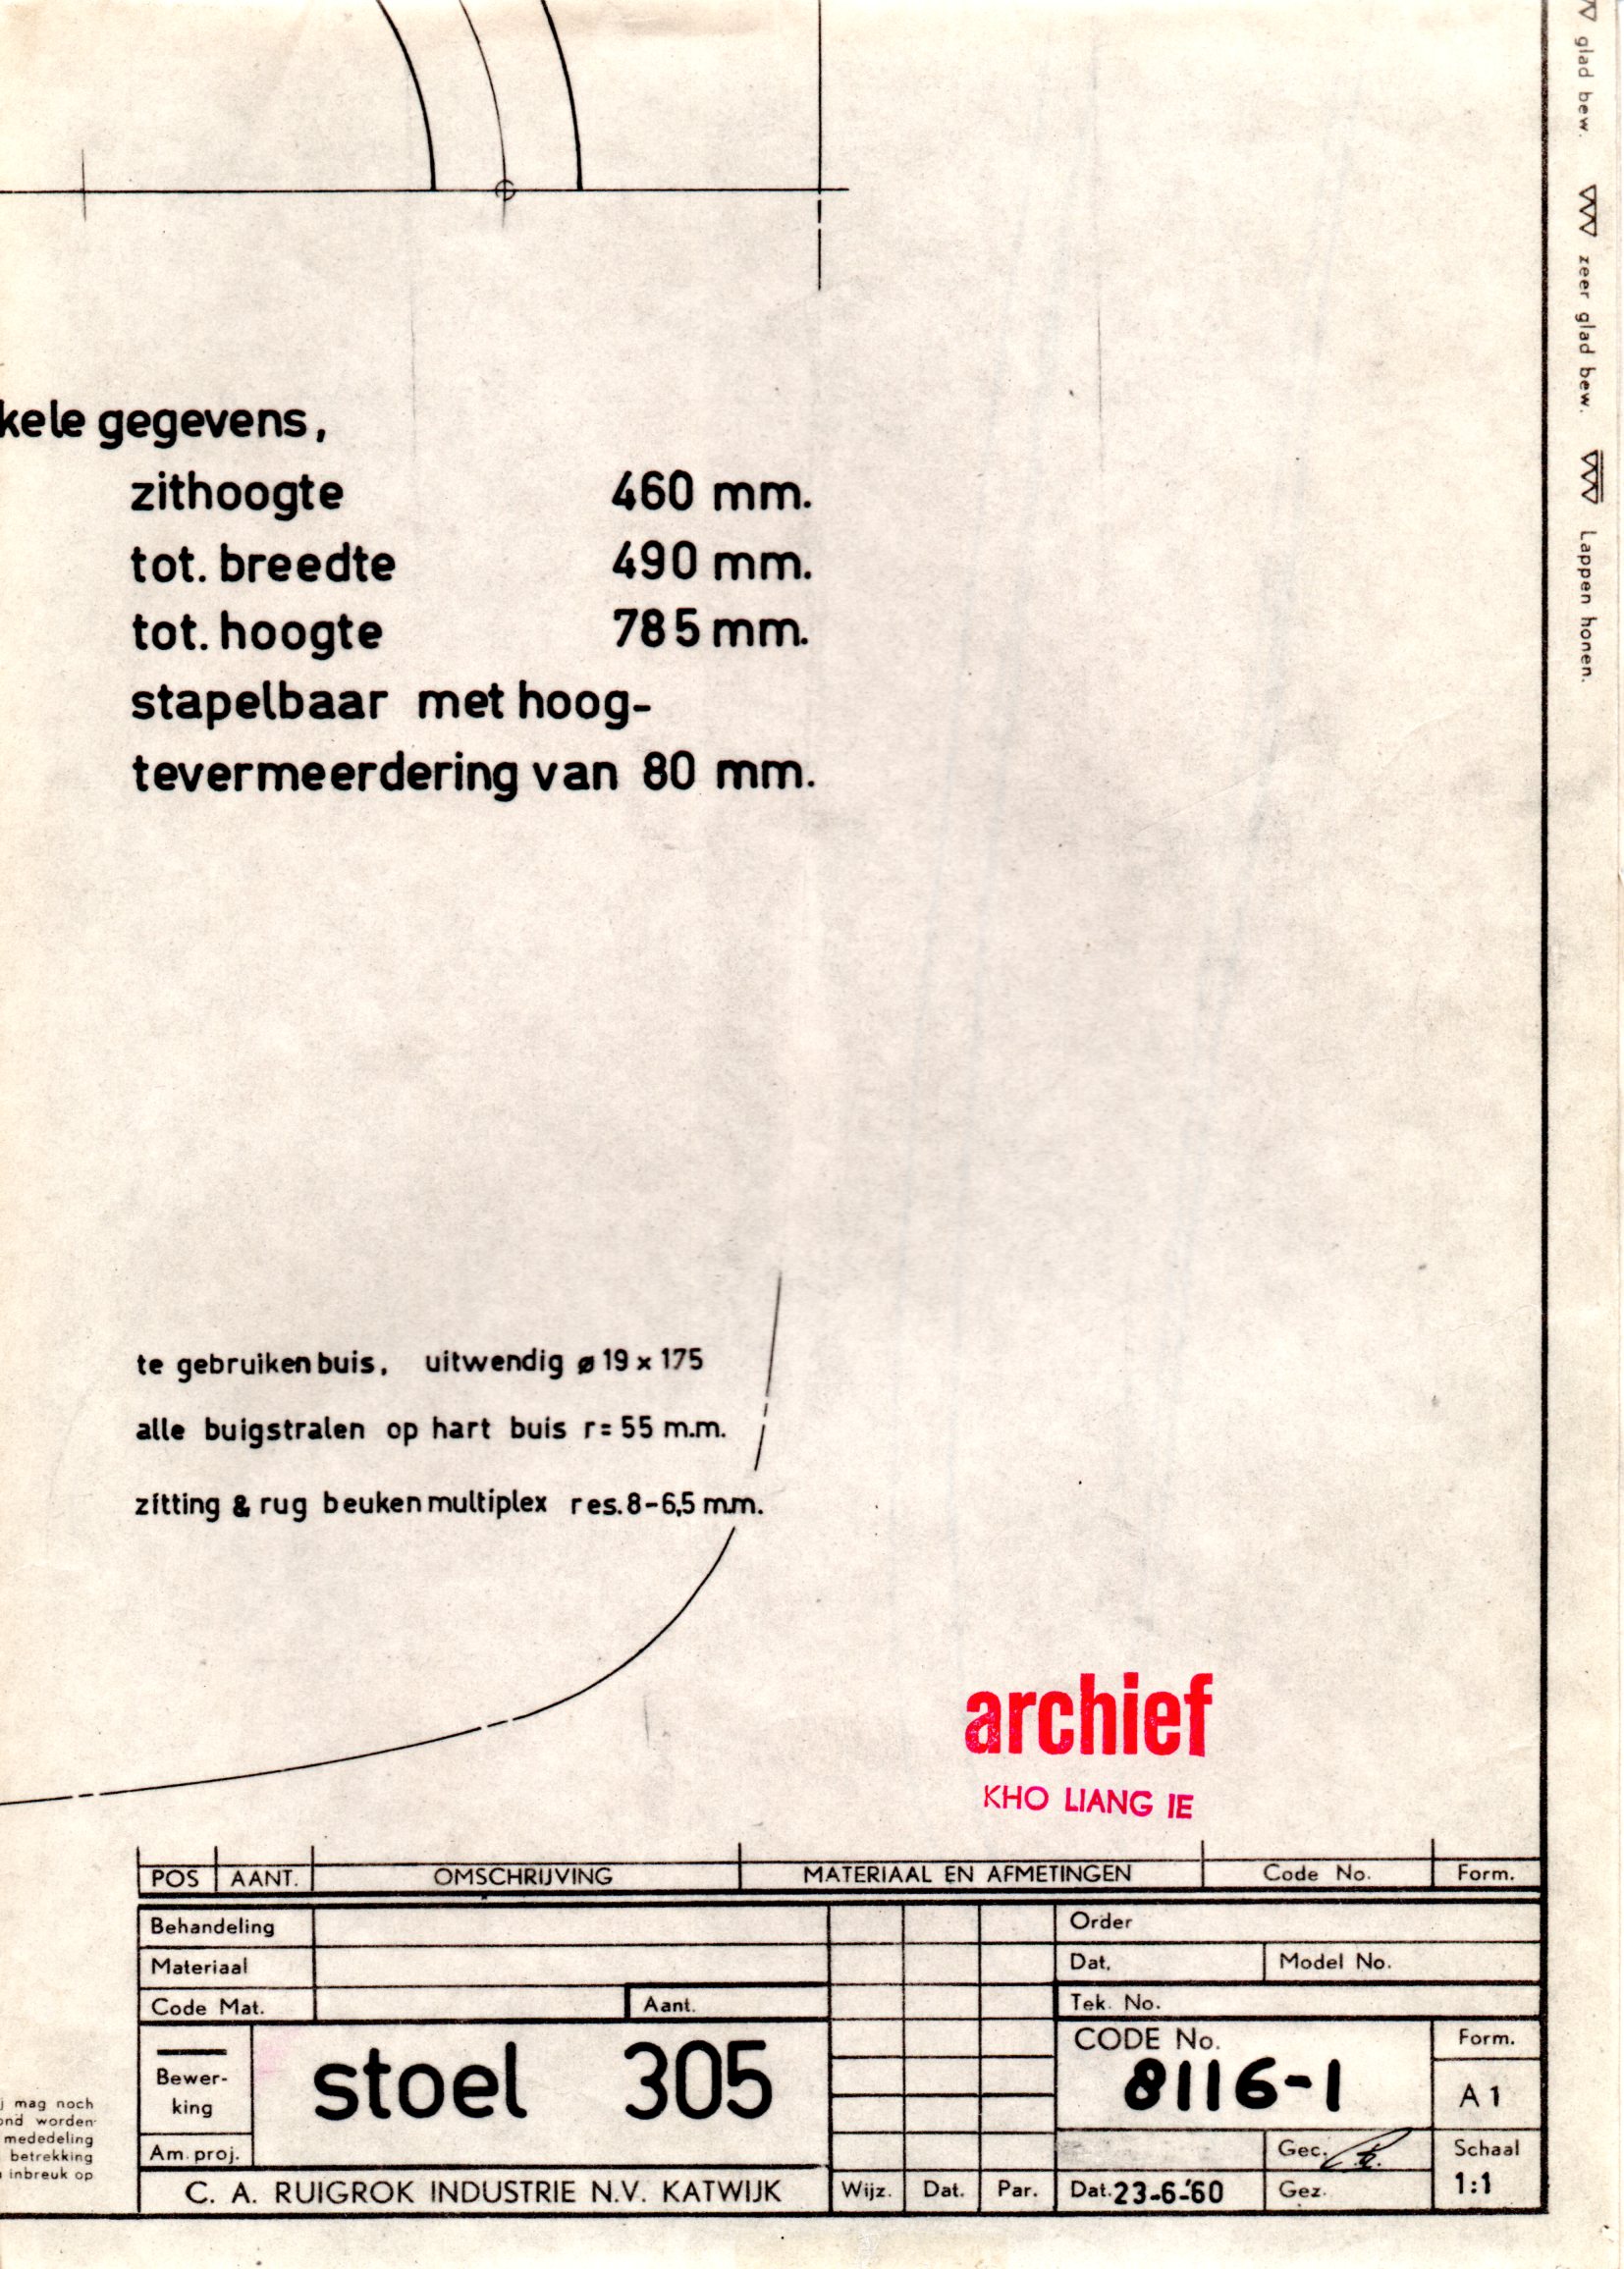 glad bew.
zeer glad bew.
Lappen honen.
kele gegevens,
zithoogte 460 mm.
tot. breedte 490 mm.
tot. hoogte 785 mm.
stapelbaar met hoog-
tevermeerdering van 80 mm.
te gebruiken buis, uitwendig ø 19 x 175
alle buigstralen op hart buis r = 55 m.m.
zitting & rug beuken multiplex res. 8-6,5 m.m.
archief
KHO LIANG IE
POS AANT. OMSCHRIJVING MATERIAAL EN AFMETINGEN Code No. Form.
Behandeling
Materiaal
Code Mat. Aant.
Bewer-
king
Am. proj.
stoel 305
C. A. RUIGROK INDUSTRIE N.V. KATWIJK
Wijz. Dat. Par.
Order
Dat. Model No.
Tek. No.
CODE No. Form.
8116-1 A 1
Gec. Schaal
Dat. 23-6-'60 Gez. 1:1
j mag noch
ond worden
mededeling
betrekking
inbreuk op